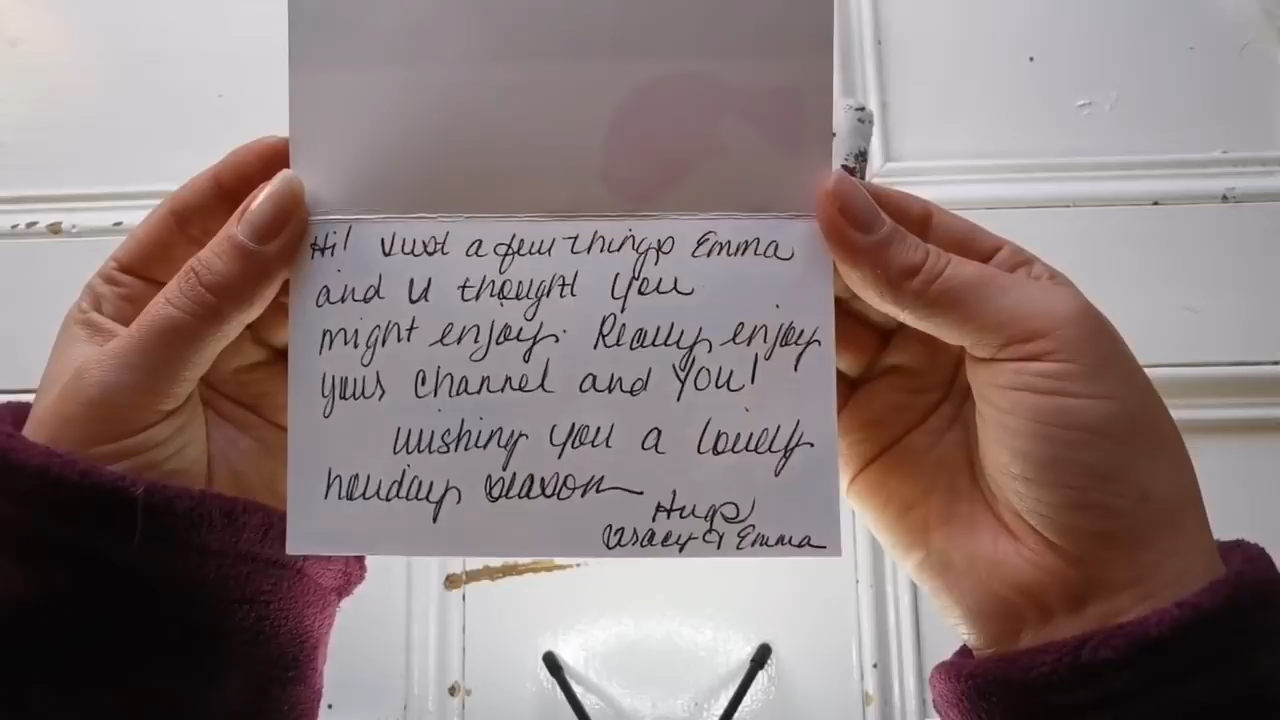 Hi! Just a few things Emma
and I thought you
might enjoy. Really enjoy
your channel and you!
wishing you a lovely
holiday season
Hugs
Tracy & Emma